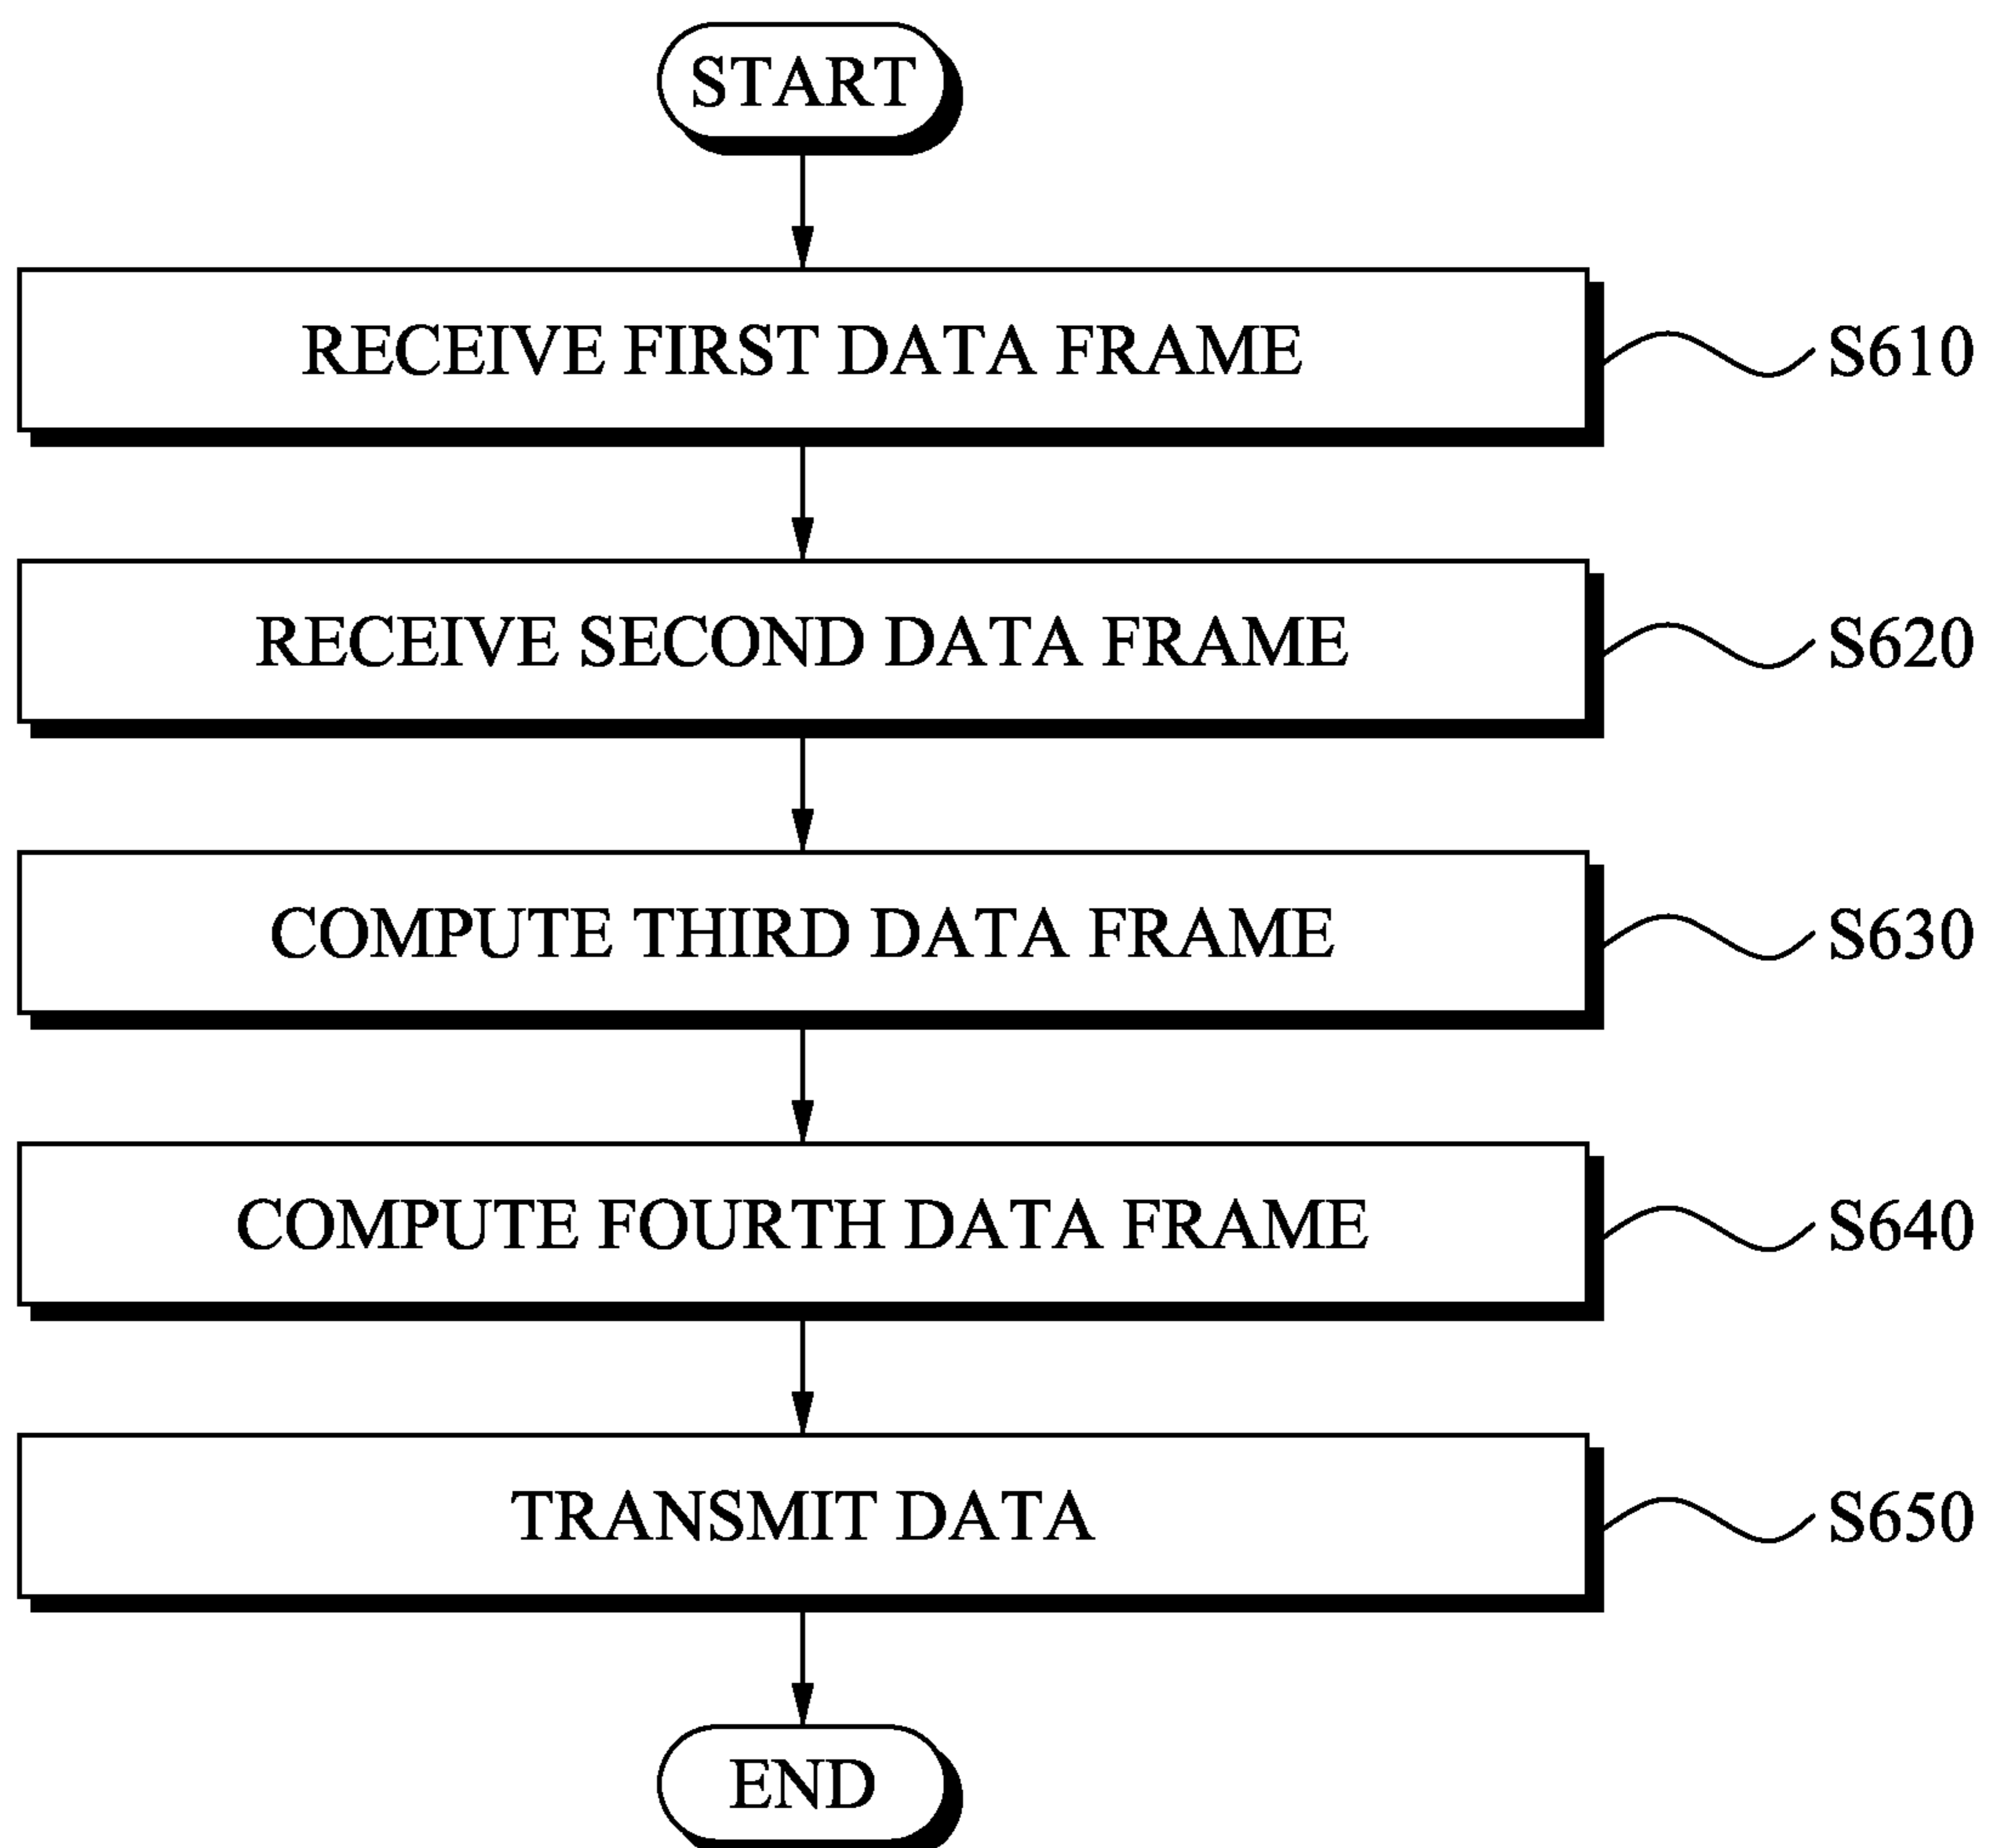 START
RECEIVE FIRST DATA FRAME S610
RECEIVE SECOND DATA FRAME S620
COMPUTE THIRD DATA FRAME S630
COMPUTE FOURTH DATA FRAME S640
TRANSMIT DATA S650
END